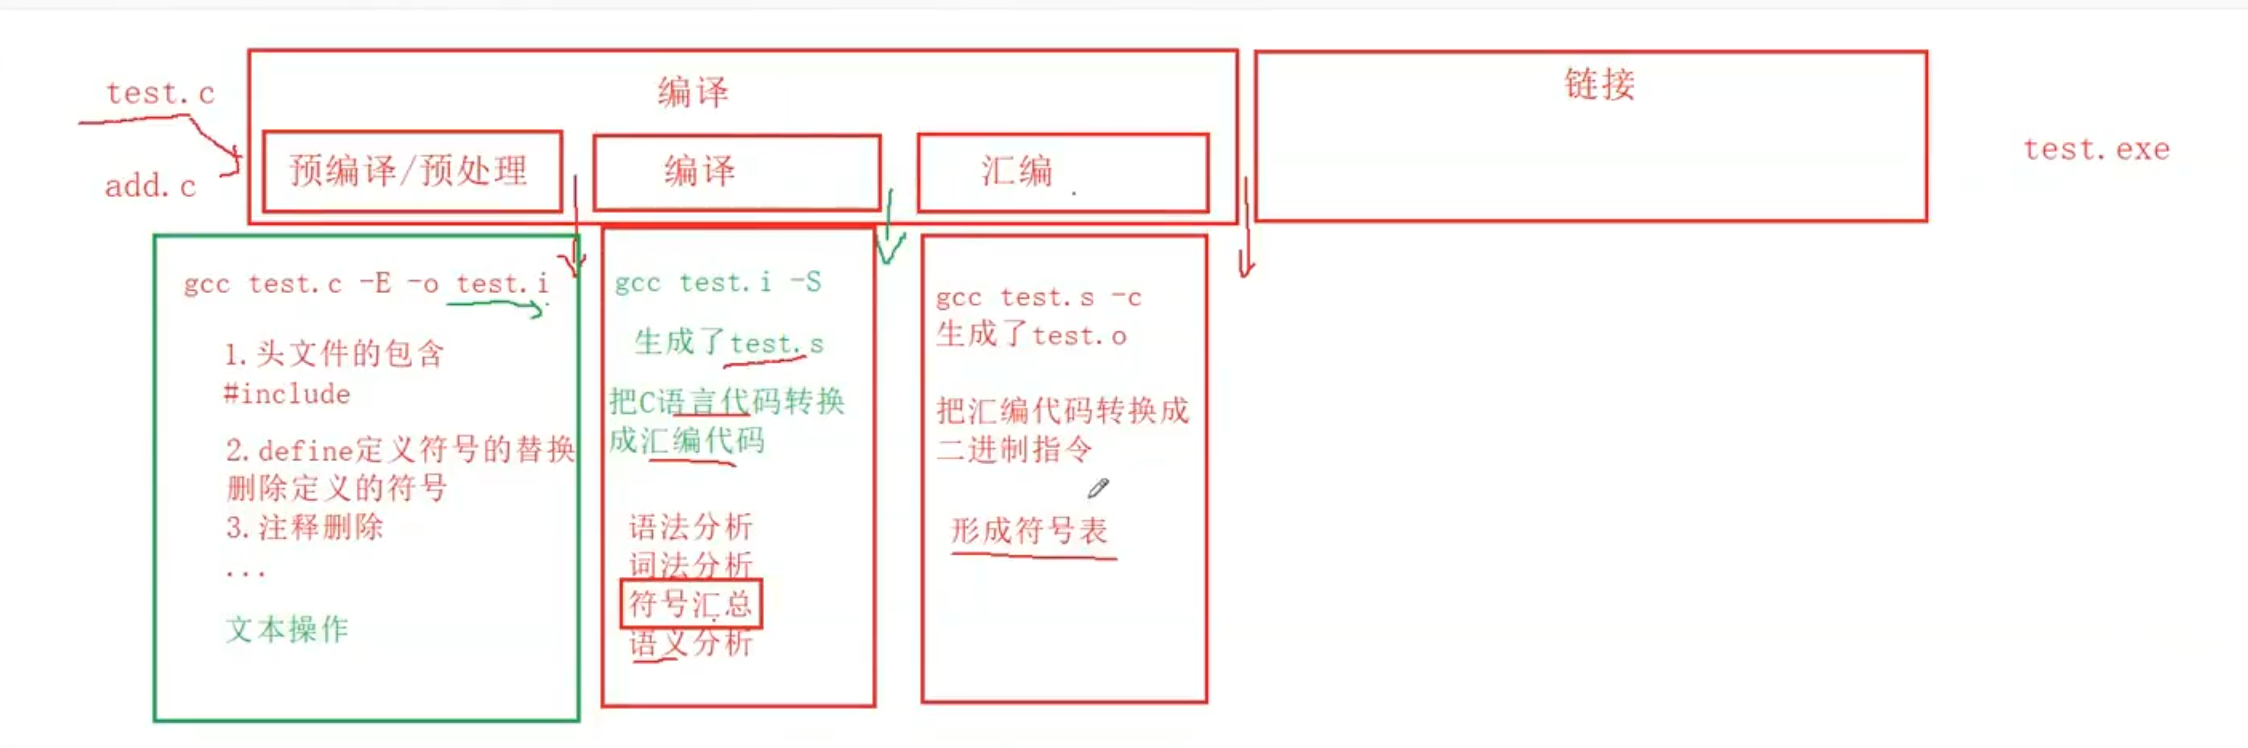 编译
链接
test.c
test.exe
预编译/预处理
编译
汇编
add.c
gcc test.c -E -o test.i
1.头文件的包含
#include
2.define定义符号的替换
删除定义的符号
3.注释删除
...
文本操作
gcc test.i -S
生成了test.s
把C语言代码转换
成汇编代码
语法分析
词法分析
符号汇总
语义分析
gcc test.s -c
生成了test.o
把汇编代码转换成
二进制指令
形成符号表